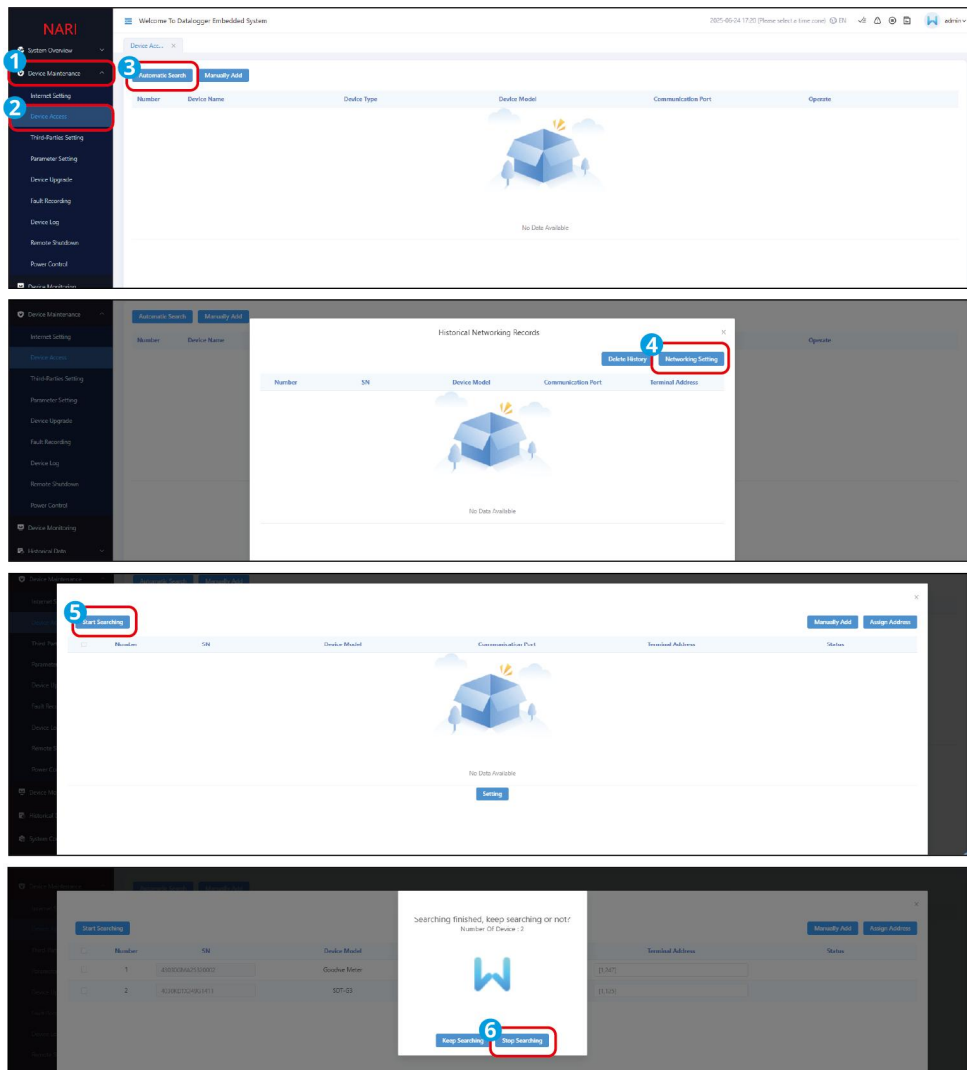 NARI
Welcome To Datalogger Embedded System
2025-06-24 17:20 (Please select a time zone) EN admin
System Overview
Device Acc... ×
1
Device Maintenance
3
Automatic Search Manually Add
Internet Setting
Number Device Name Device Type Device Model Communication Port Operate
2
Device Access
Third-Parties Setting
Parameter Setting
Device Upgrade
Fault Recording
Device Log
No Data Available
Remote Shutdown
Power Control
Device Monitoring
Device Maintenance
Automatic Search Manually Add
Historical Networking Records ×
Internet Setting
Number Device Name Operate
4
Delete History Networking Setting
Device Access
Third-Parties Setting
Number SN Device Model Communication Port Terminal Address
Parameter Setting
Device Upgrade
Fault Recording
Device Log
Remote Shutdown
Power Control
No Data Available
Device Monitoring
Historical Data
Automatic Search Manually Add
×
5
Start Searching Manually Add Assign Address
Number SN Device Model Communication Port Terminal Address Status
No Data Available
Setting
Searching finished, keep searching or not?
Number Of Device : 2
×
Start Searching Manually Add Assign Address
Number SN Device Model Terminal Address Status
1 Goodwe Meter [1,247]
2 SDT-G3
6
Keep Searching Stop Searching